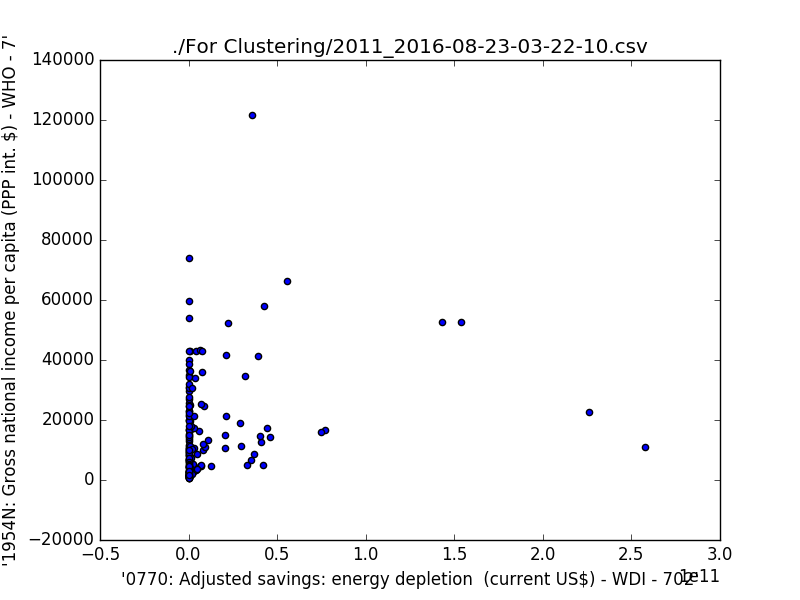 ./For Clustering/2011_2016-08-23-03-22-10.csv
'1954N: Gross national income per capita (PPP int. $) - WHO - 7'
140000
120000
100000
80000
60000
40000
20000
0
−20000
−0.5 0.0 0.5 1.0 1.5 2.0 2.5 3.0
1e11
'0770: Adjusted savings: energy depletion (current US$) - WDI - 702'